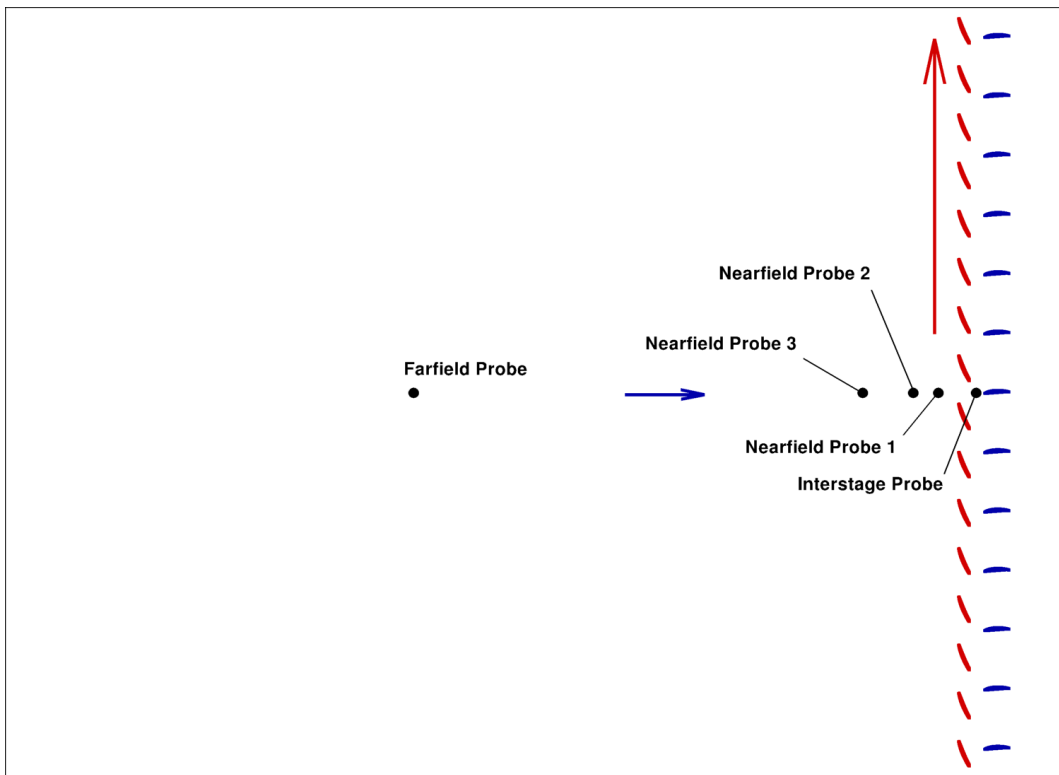 Nearfield Probe 2
Nearfield Probe 3
Farfield Probe
Nearfield Probe 1
Interstage Probe